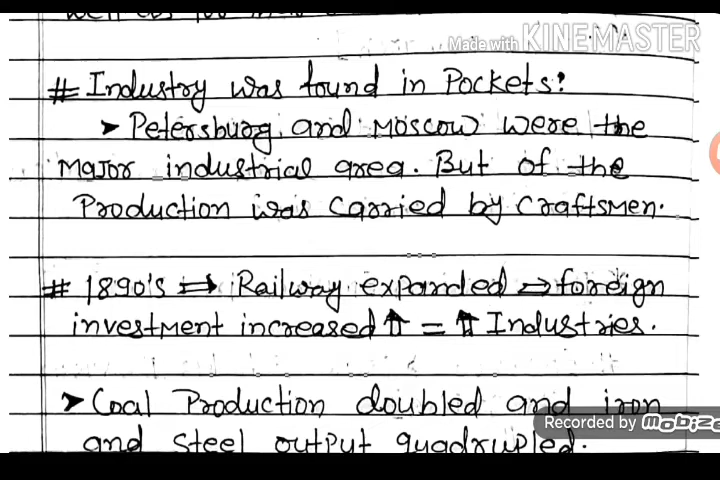 Made with KINEMASTER
# Industry was found in Pockets:
➤ Petersburg and Moscow were the
Major industrial area. But of the
Production was carried by craftsmen.
# 1890's ⇒ Railway expanded ⇒ foreign
investment increased ⇑ = ⇑ Industries.
➤ Coal Production doubled and iron
and steel output quadrupled.
Recorded by